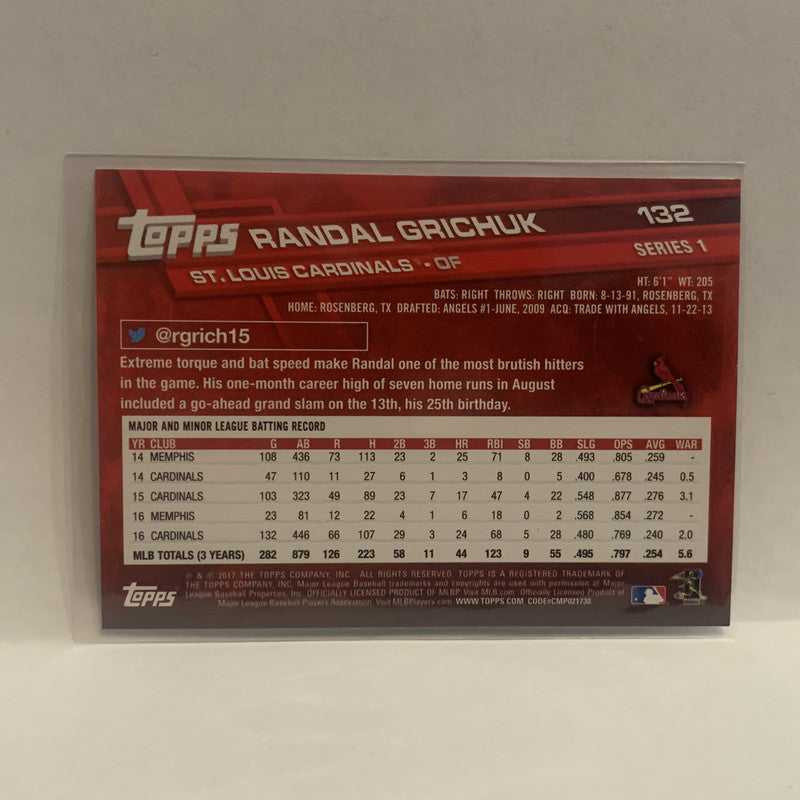 TOPPS RANDAL GRICHUK 132
ST. LOUIS CARDINALS - OF SERIES 1
HT: 6'1" WT: 205
BATS: RIGHT THROWS: RIGHT BORN: 8-13-91, ROSENBERG, TX
HOME: ROSENBERG, TX DRAFTED: ANGELS #1-JUNE, 2009 ACQ: TRADE WITH ANGELS, 11-22-13
@rgrich15
Extreme torque and bat speed make Randal one of the most brutish hitters
in the game. His one-month career high of seven home runs in August
included a go-ahead grand slam on the 13th, his 25th birthday.
Cardinals
MAJOR AND MINOR LEAGUE BATTING RECORD
YR CLUB G AB R H 2B 3B HR RBI SB BB SLG OPS AVG WAR
14 MEMPHIS 108 436 73 113 23 2 25 71 8 28 .493 .805 .259 -
14 CARDINALS 47 110 11 27 6 1 3 8 0 5 .400 .678 .245 0.5
15 CARDINALS 103 323 49 89 23 7 17 47 4 22 .548 .877 .276 3.1
16 MEMPHIS 23 81 12 22 4 1 6 18 0 2 .568 .854 .272 -
16 CARDINALS 132 446 66 107 29 3 24 68 5 28 .480 .769 .240 2.0
MLB TOTALS (3 YEARS) 282 879 126 223 58 11 44 123 9 55 .495 .797 .254 5.6
® & © 2017 THE TOPPS COMPANY, INC. ALL RIGHTS RESERVED. TOPPS IS A REGISTERED TRADEMARK OF
THE TOPPS COMPANY, INC. Major League Baseball trademarks and copyrights are used with permission of Major
League Baseball Properties, Inc. OFFICIALLY LICENSED PRODUCT OF MLBP Visit MLB.com. Officially Licensed Product of
Major League Baseball Players Association. Visit MLBPlayers.com WWW.TOPPS.COM CODE#CMP021730
TOPPS